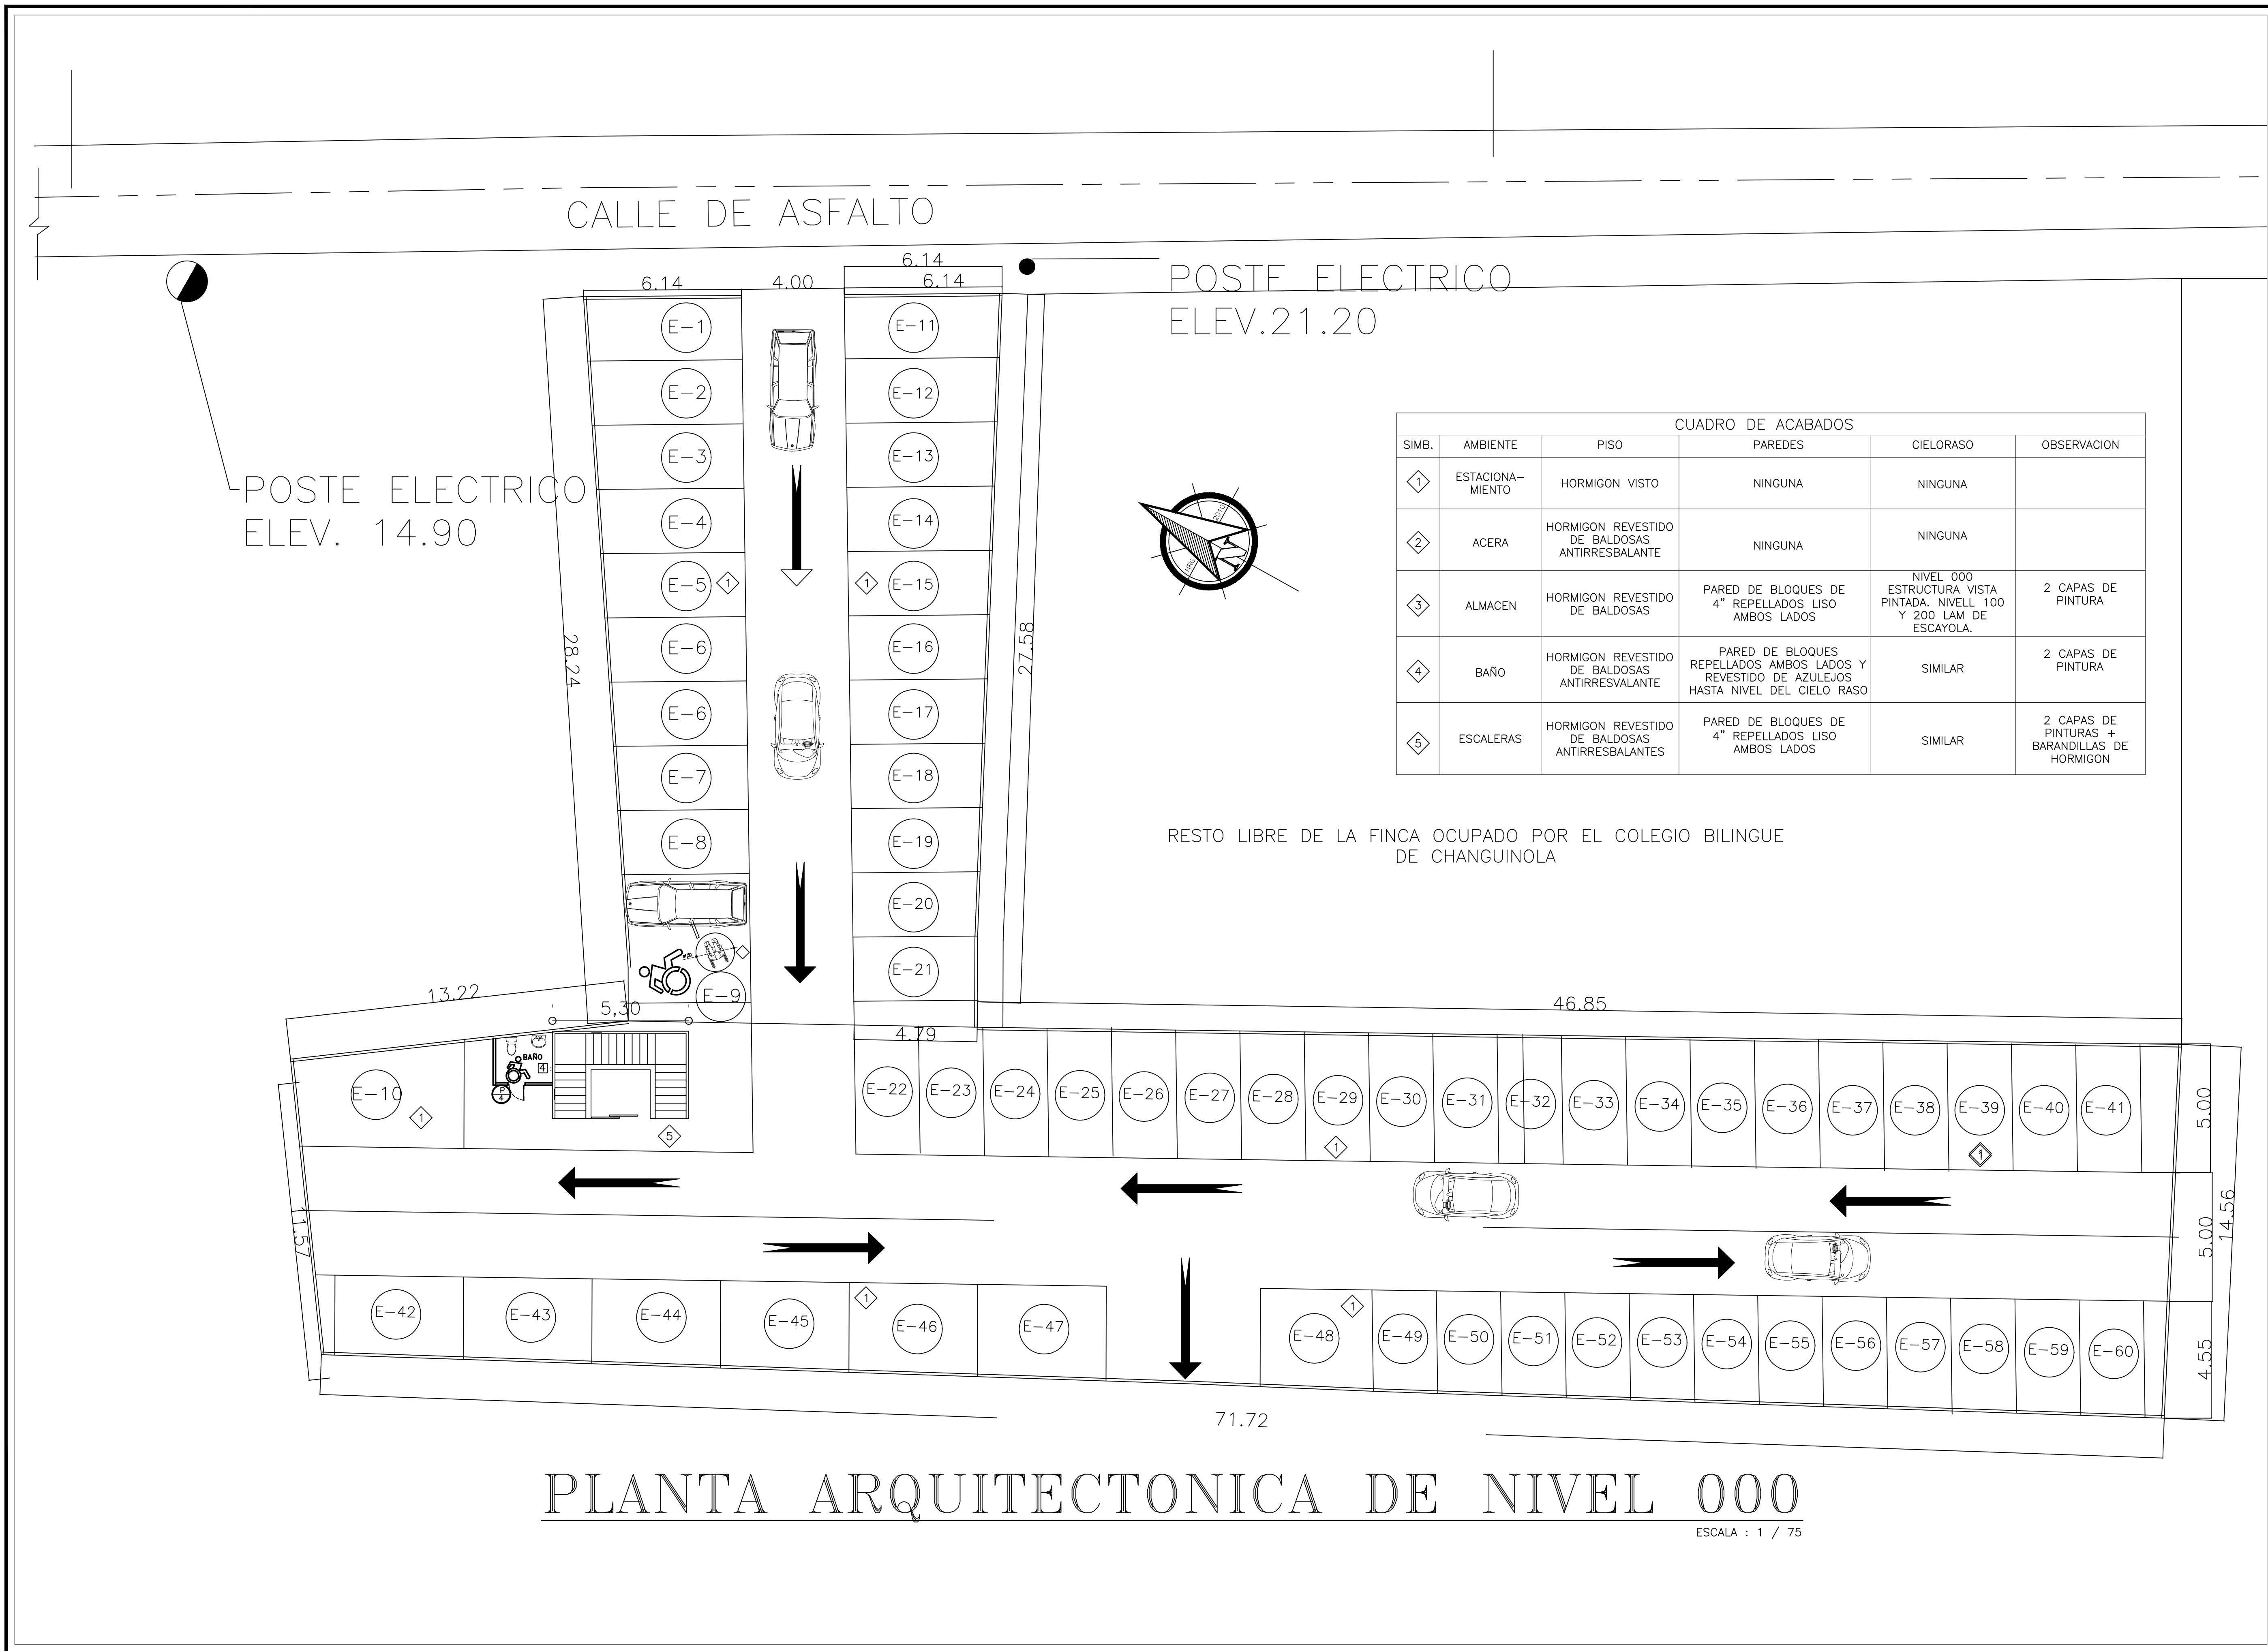 CALLE DE ASFALTO
POSTE ELECTRICO
ELEV.21.20
POSTE ELECTRICO
ELEV. 14.90
6.14
4.00
6.14
6.14
28.24
27.58
E-1
E-2
E-3
E-4
E-5
1
E-6
E-6
E-7
E-8
E-9
E-11
E-12
E-13
E-14
1
E-15
E-16
E-17
E-18
E-19
E-20
E-21
2010
NRG
CUADRO DE ACABADOS
SIMB.
AMBIENTE
PISO
PAREDES
CIELORASO
OBSERVACION
1
ESTACIONA-
MIENTO
HORMIGON VISTO
NINGUNA
NINGUNA
2
ACERA
HORMIGON REVESTIDO
DE BALDOSAS
ANTIRRESBALANTE
NINGUNA
NINGUNA
3
ALMACEN
HORMIGON REVESTIDO
DE BALDOSAS
PARED DE BLOQUES DE
4" REPELLADOS LISO
AMBOS LADOS
NIVEL 000
ESTRUCTURA VISTA
PINTADA. NIVELL 100
Y 200 LAM DE
ESCAYOLA.
2 CAPAS DE
PINTURA
4
BAÑO
HORMIGON REVESTIDO
DE BALDOSAS
ANTIRRESVALANTE
PARED DE BLOQUES
REPELLADOS AMBOS LADOS Y
REVESTIDO DE AZULEJOS
HASTA NIVEL DEL CIELO RASO
SIMILAR
2 CAPAS DE
PINTURA
5
ESCALERAS
HORMIGON REVESTIDO
DE BALDOSAS
ANTIRRESBALANTES
PARED DE BLOQUES DE
4" REPELLADOS LISO
AMBOS LADOS
SIMILAR
2 CAPAS DE
PINTURAS +
BARANDILLAS DE
HORMIGON
RESTO LIBRE DE LA FINCA OCUPADO POR EL COLEGIO BILINGUE
DE CHANGUINOLA
13.22
5,30
4.79
46.85
BAÑO
4
P
4
E-10
1
5
E-22
E-23
E-24
E-25
E-26
E-27
E-28
E-29
1
E-30
E-31
E-32
E-33
E-34
E-35
E-36
E-37
E-38
E-39
1
E-40
E-41
5.00
11.57
5.00
14.56
4.55
E-42
E-43
E-44
E-45
1
E-46
E-47
E-48
1
E-49
E-50
E-51
E-52
E-53
E-54
E-55
E-56
E-57
E-58
E-59
E-60
71.72
PLANTA ARQUITECTONICA DE NIVEL 000
ESCALA : 1 / 75